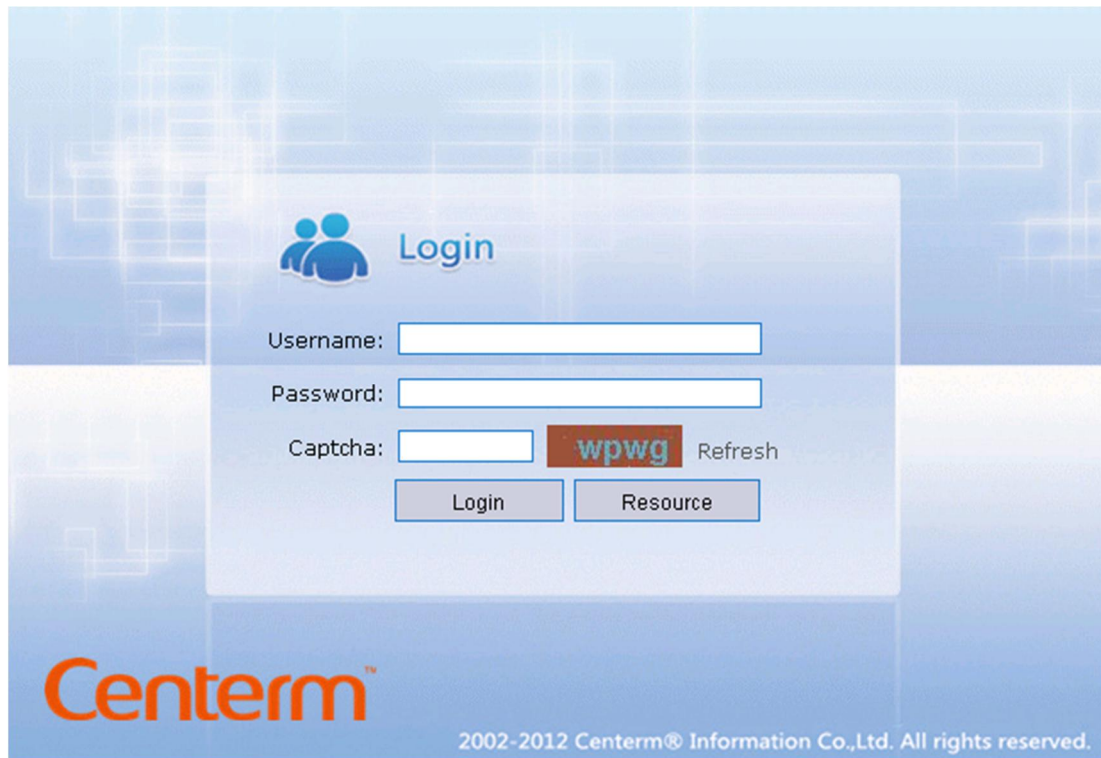 Login
Username:
Password:
Captcha: wpwg Refresh
Login Resource
Centerm™
2002-2012 Centerm® Information Co.,Ltd. All rights reserved.